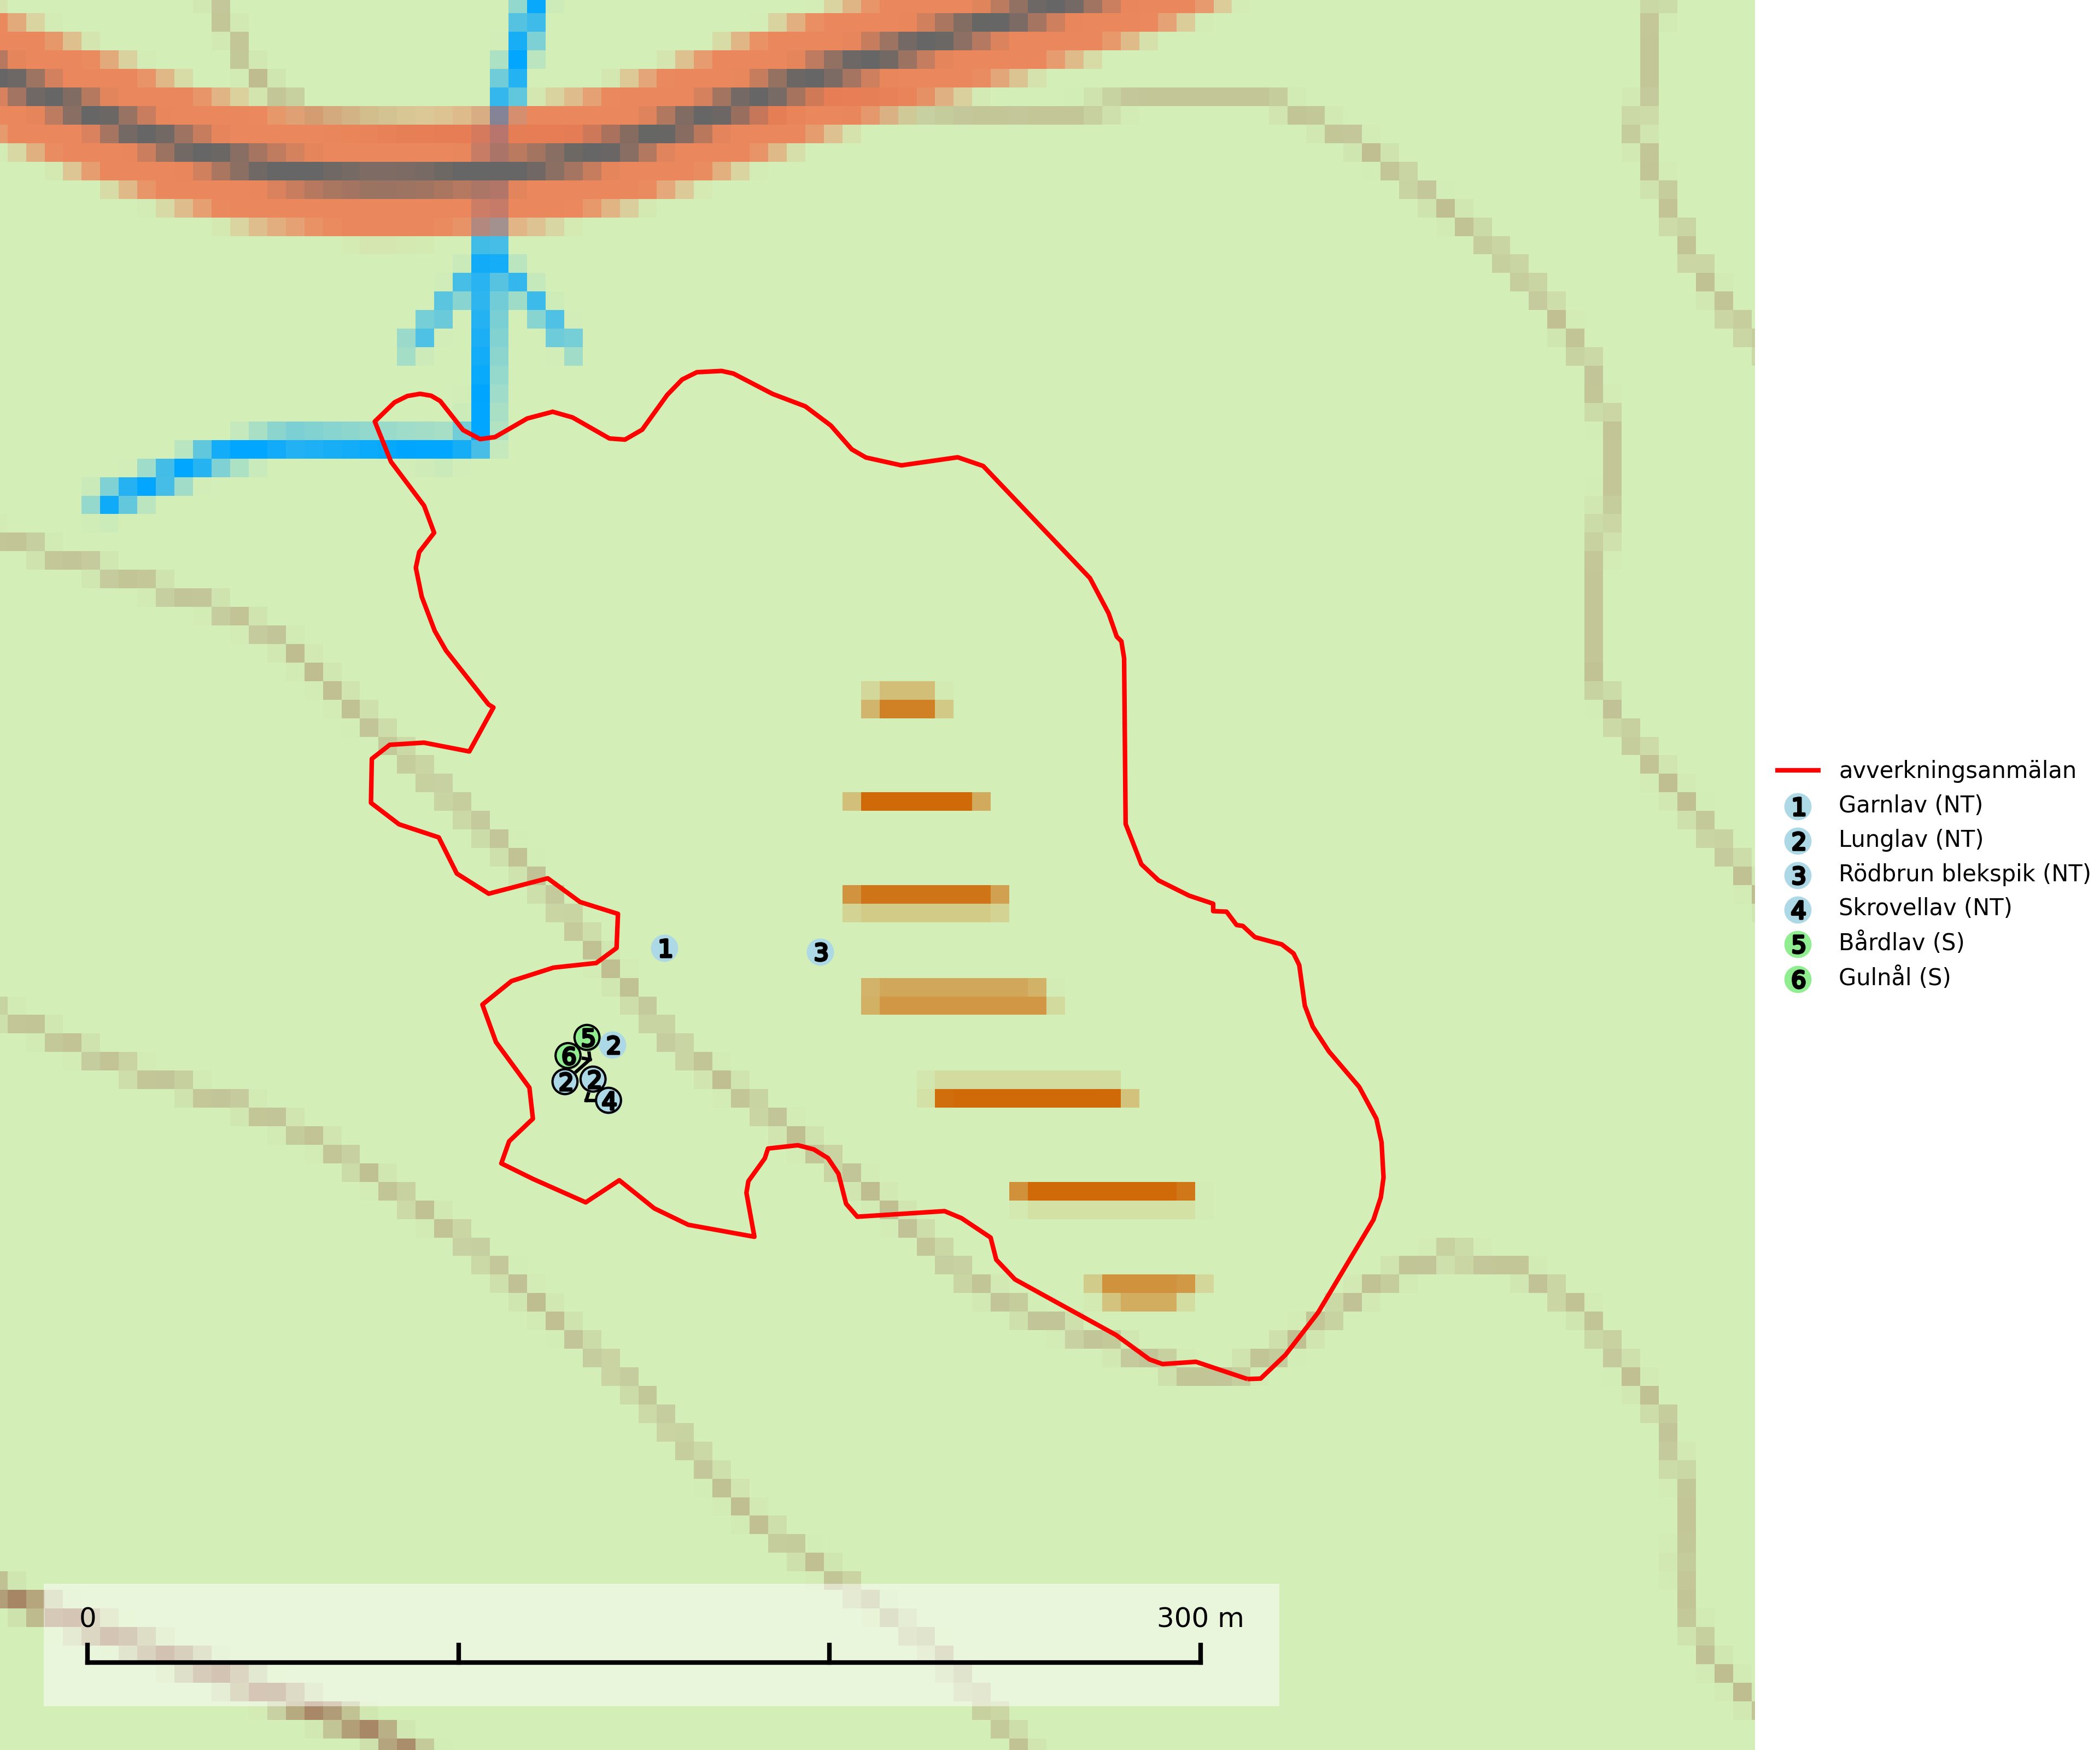 avverkningsanmälan
1 Garnlav (NT)
2 Lunglav (NT)
3 Rödbrun blekspik (NT)
4 Skrovellav (NT)
5 Bårdlav (S)
6 Gulnål (S)
1
3
5
2
6
2
2
4
0
300 m